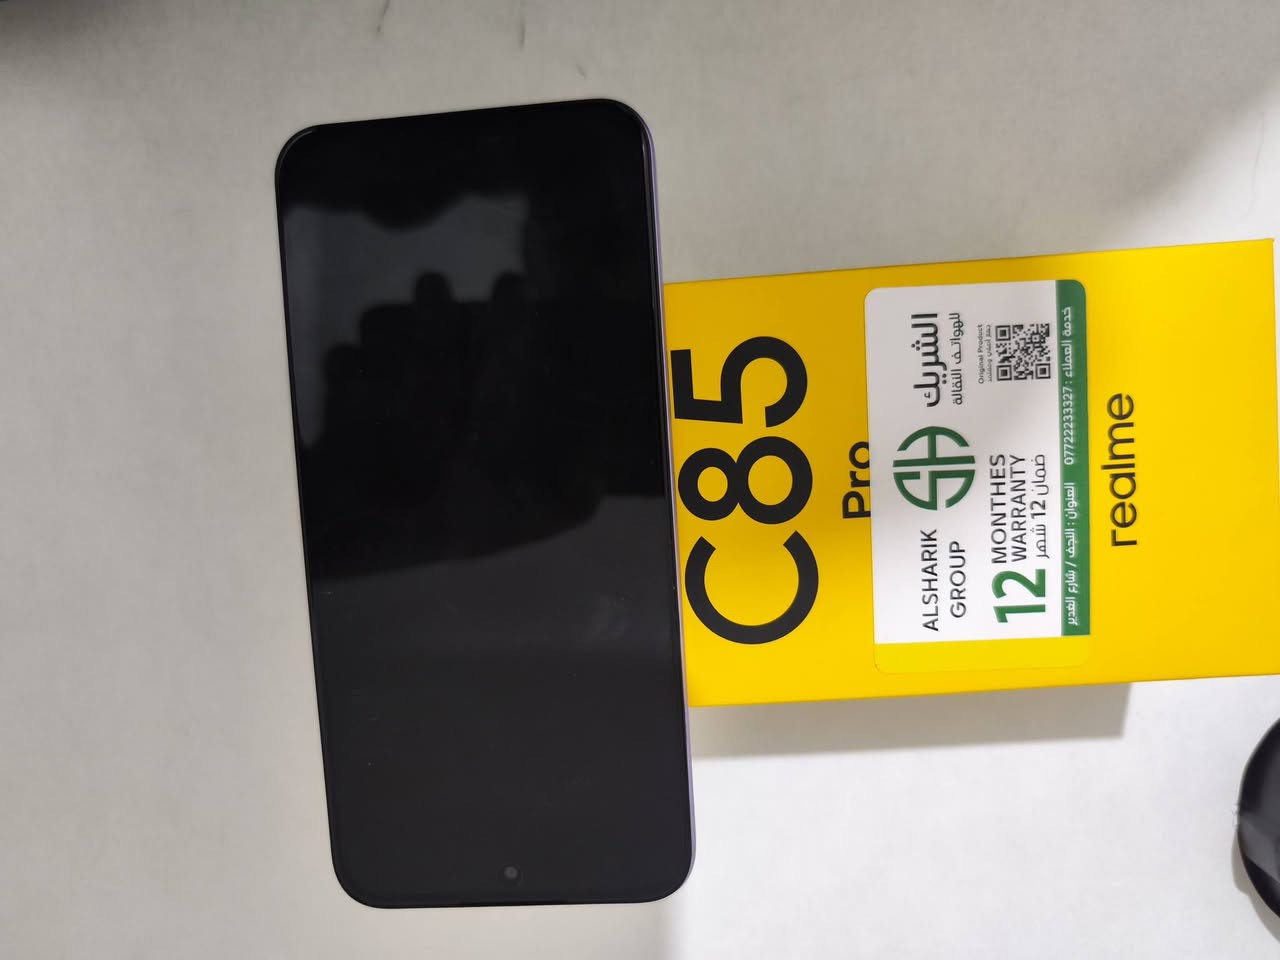 C85
Pro
ALSHARIK
GROUP
الشريك
للهواتف النقالة
Original Product
12 MONTHES
WARRANTY
ضمان 12 شهر
العنوان : النجف / شارع الغدير
خدمة العملاء : 07722233327
realme